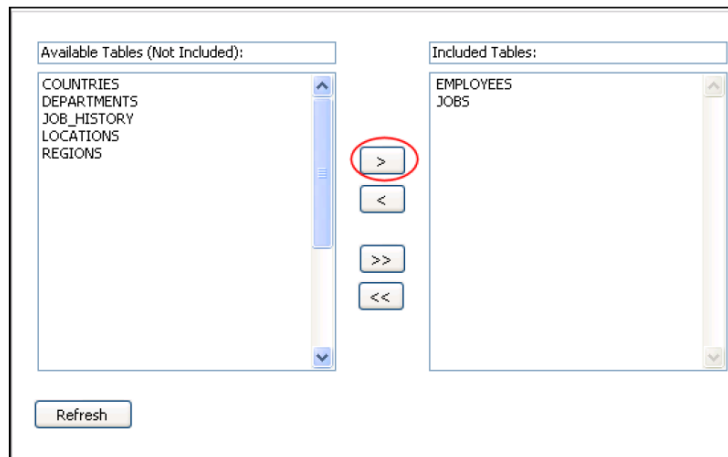 Available Tables (Not Included):
Included Tables:
COUNTRIES
DEPARTMENTS
JOB_HISTORY
LOCATIONS
REGIONS
>
<
>>
<<
EMPLOYEES
JOBS
Refresh